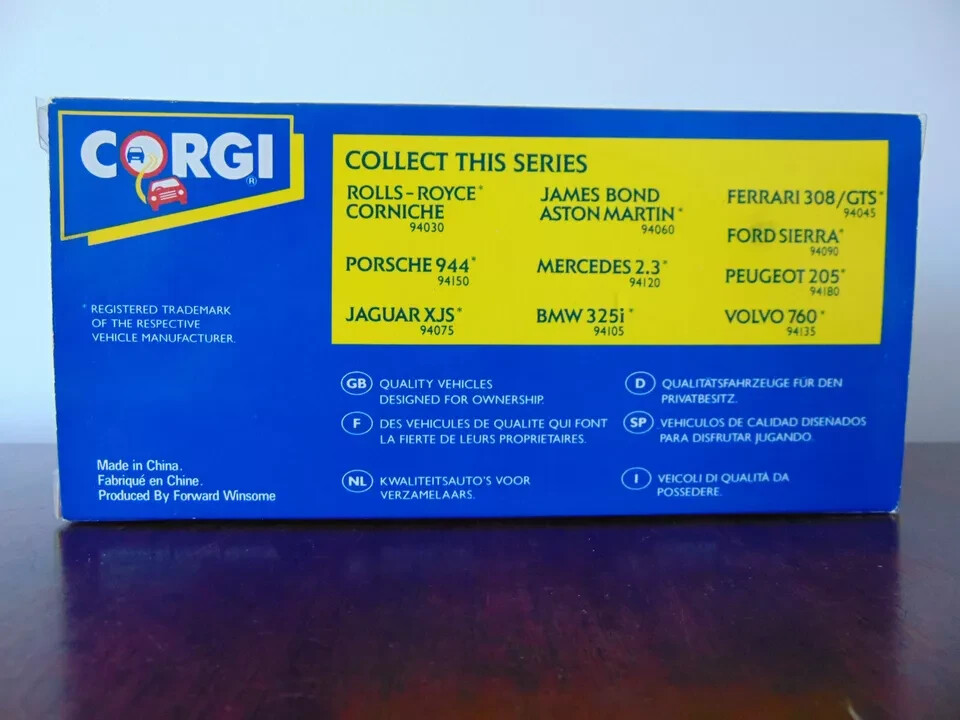 CORGI
®
COLLECT THIS SERIES
ROLLS-ROYCE*
CORNICHE
94030
PORSCHE 944*
94150
JAGUAR XJS*
94075
JAMES BOND
ASTON MARTIN*
94060
MERCEDES 2.3*
94120
BMW 325i*
94105
FERRARI 308/GTS*
94045
FORD SIERRA*
94090
PEUGEOT 205*
94180
VOLVO 760*
94135
* REGISTERED TRADEMARK
OF THE RESPECTIVE
VEHICLE MANUFACTURER.
GB QUALITY VEHICLES
DESIGNED FOR OWNERSHIP.
F DES VEHICULES DE QUALITE QUI FONT
LA FIERTE DE LEURS PROPRIETAIRES.
NL KWALITEITSAUTO'S VOOR
VERZAMELAARS.
D QUALITÄTSFAHRZEUGE FÜR DEN
PRIVATBESITZ.
SP VEHICULOS DE CALIDAD DISEÑADOS
PARA DISFRUTAR JUGANDO.
I VEICOLI DI QUALITÀ DA
POSSEDERE.
Made in China.
Fabriqué en Chine.
Produced By Forward Winsome